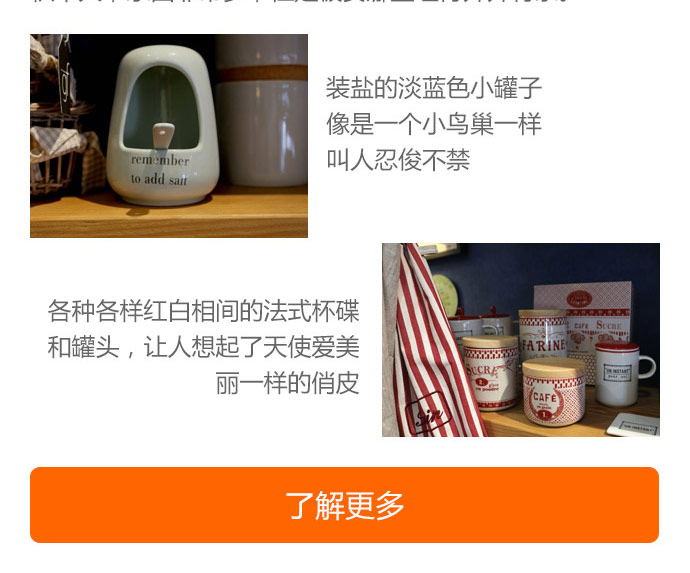 装盐的淡蓝色小罐子
像是一个小鸟巢一样
叫人忍俊不禁
remember
to add salt
各种各样红白相间的法式杯碟
和罐头，让人想起了天使爱美
丽一样的俏皮
CAFE SUCRE
FARINE
SUCRE
CAFÉ
了解更多